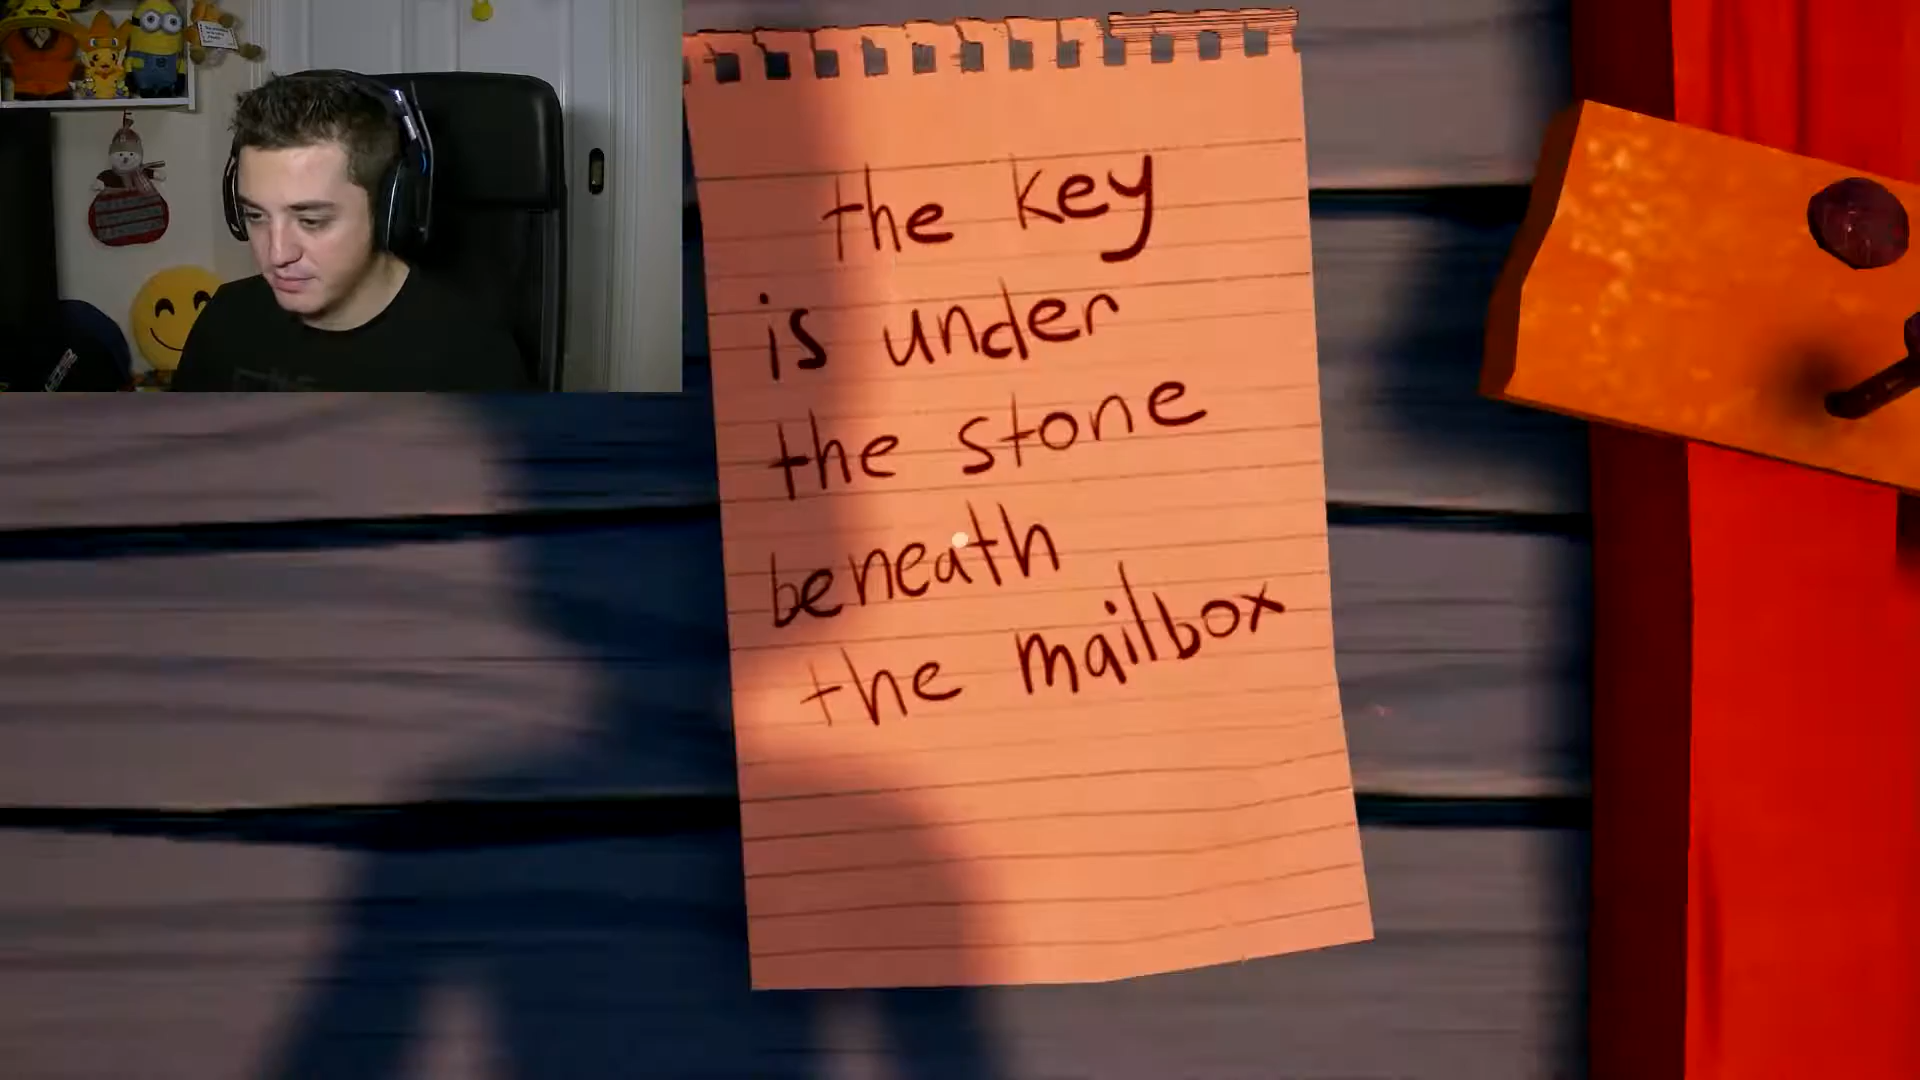 the key
is under
the stone
beneath
the mailbox